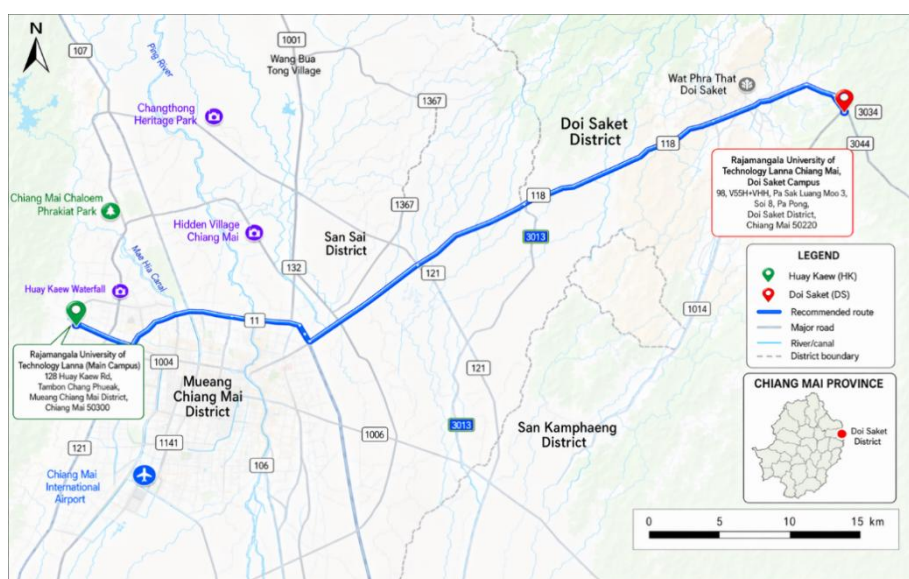 N
107
Ping River
1001
Wang Bua
Tong Village
1367
Changthong
Heritage Park
Wat Phra That
Doi Saket
Doi Saket
District
118
3034
3044
Rajamangala University of
Technology Lanna Chiang Mai,
Doi Saket Campus
98, V55H+VHH, Pa Sak Luang Moo 3,
Soi 8, Pa Pong,
Doi Saket District,
Chiang Mai 50220
Chiang Mai Chaloem
Phrakiat Park
Hidden Village
Chiang Mai
Mae Hia Canal
1367
118
San Sai
District
3013
132
121
Huay Kaew Waterfall
11
1014
LEGEND
Huay Kaew (HK)
Doi Saket (DS)
Recommended route
Major road
River/canal
District boundary
Rajamangala University of
Technology Lanna (Main Campus)
128 Huay Kaew Rd,
Tambon Chang Phueak,
Mueang Chiang Mai District,
Chiang Mai 50300
1004
Mueang
Chiang Mai
District
121
CHIANG MAI PROVINCE
Doi Saket
District
121
1141
1006
3013
San Kamphaeng
District
106
Chiang Mai
International
Airport
0 5 10 15 km